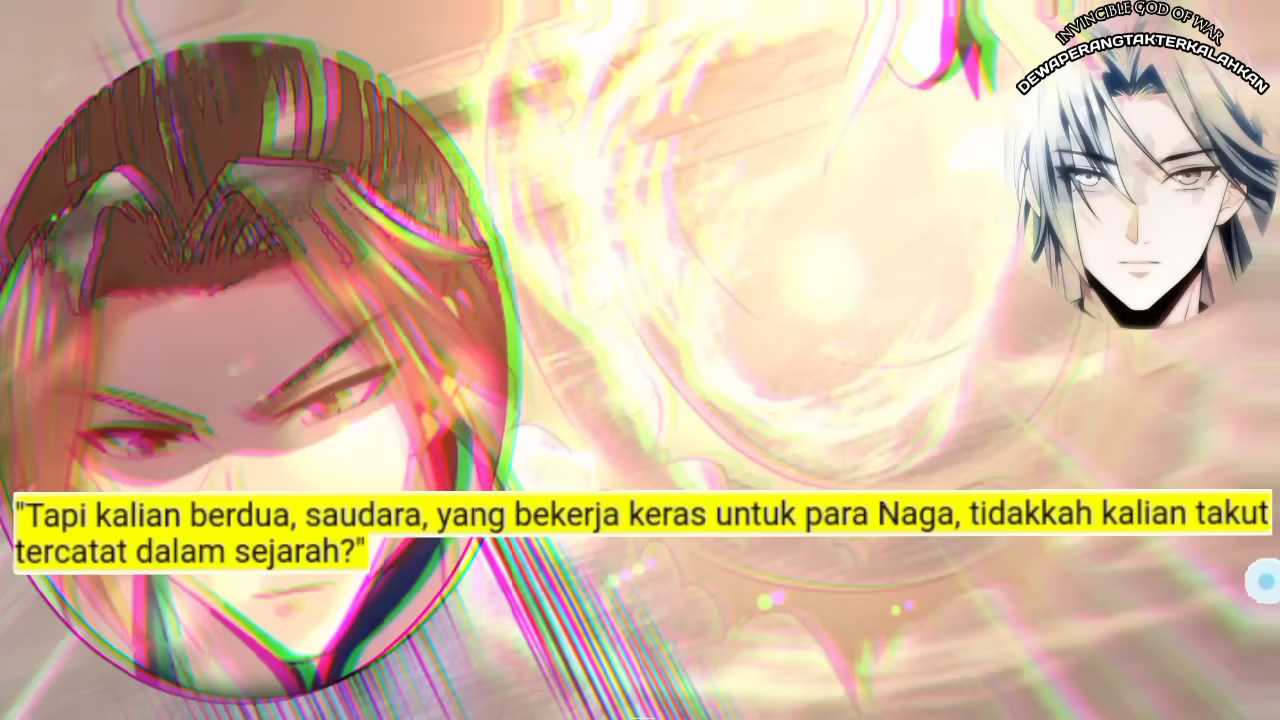 INVINCIBLE GOD OF WAR
DEWAPERANGTAKTERKALAHKAN
"Tapi kalian berdua, saudara, yang bekerja keras untuk para Naga, tidakkah kalian takut
tercatat dalam sejarah?"